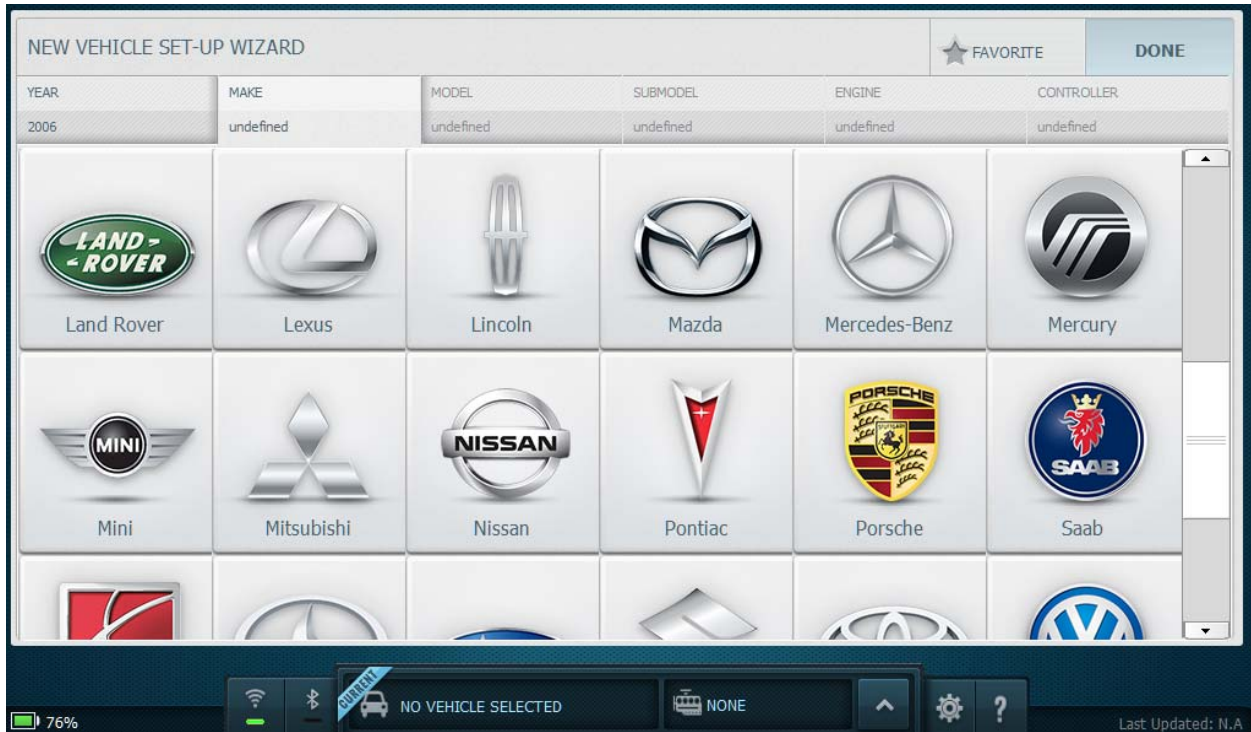 NEW VEHICLE SET-UP WIZARD
FAVORITE
DONE
YEAR
MAKE
MODEL
SUBMODEL
ENGINE
CONTROLLER
2006
undefined
undefined
undefined
undefined
undefined
LAND-
-ROVER
Land Rover
Lexus
Lincoln
Mazda
Mercedes-Benz
Mercury
MINI
NISSAN
PORSCHE
STUTTGART
SAAB
Mini
Mitsubishi
Nissan
Pontiac
Porsche
Saab
CURRENT
NO VEHICLE SELECTED
NONE
?
76%
Last Updated: N.A